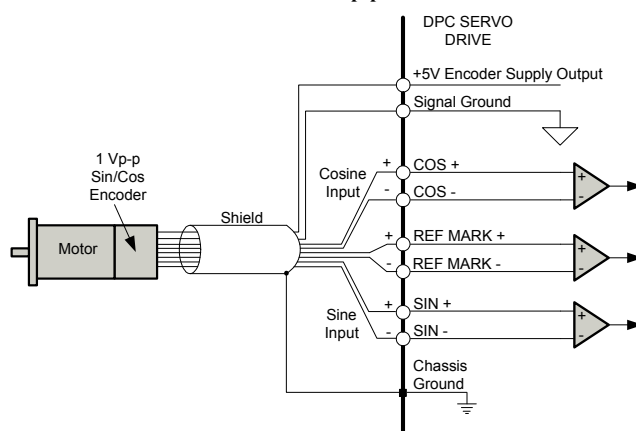 DPC SERVO
DRIVE
+5V Encoder Supply Output
Signal Ground
1 Vp-p
Sin/Cos
Encoder
Cosine
Input
+
COS +
-
COS -
+
-
Shield
Motor
+
REF MARK +
-
REF MARK -
+
-
Sine
Input
+
SIN +
-
SIN -
+
-
Chassis
Ground